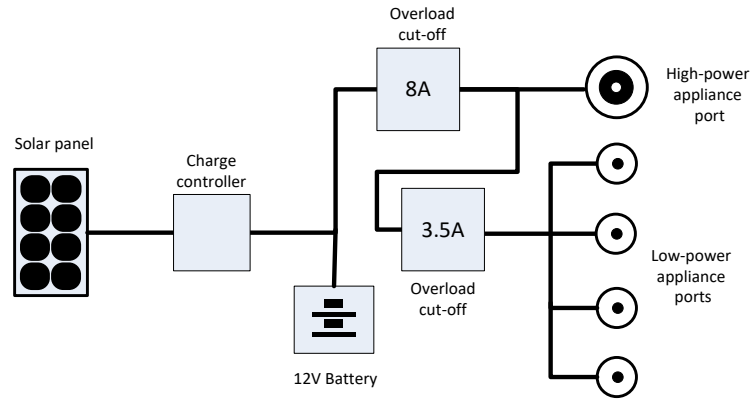 Overload
cut-off
8A
High-power
appliance
port
Solar panel
Charge
controller
3.5A
Low-power
appliance
ports
Overload
cut-off
12V Battery